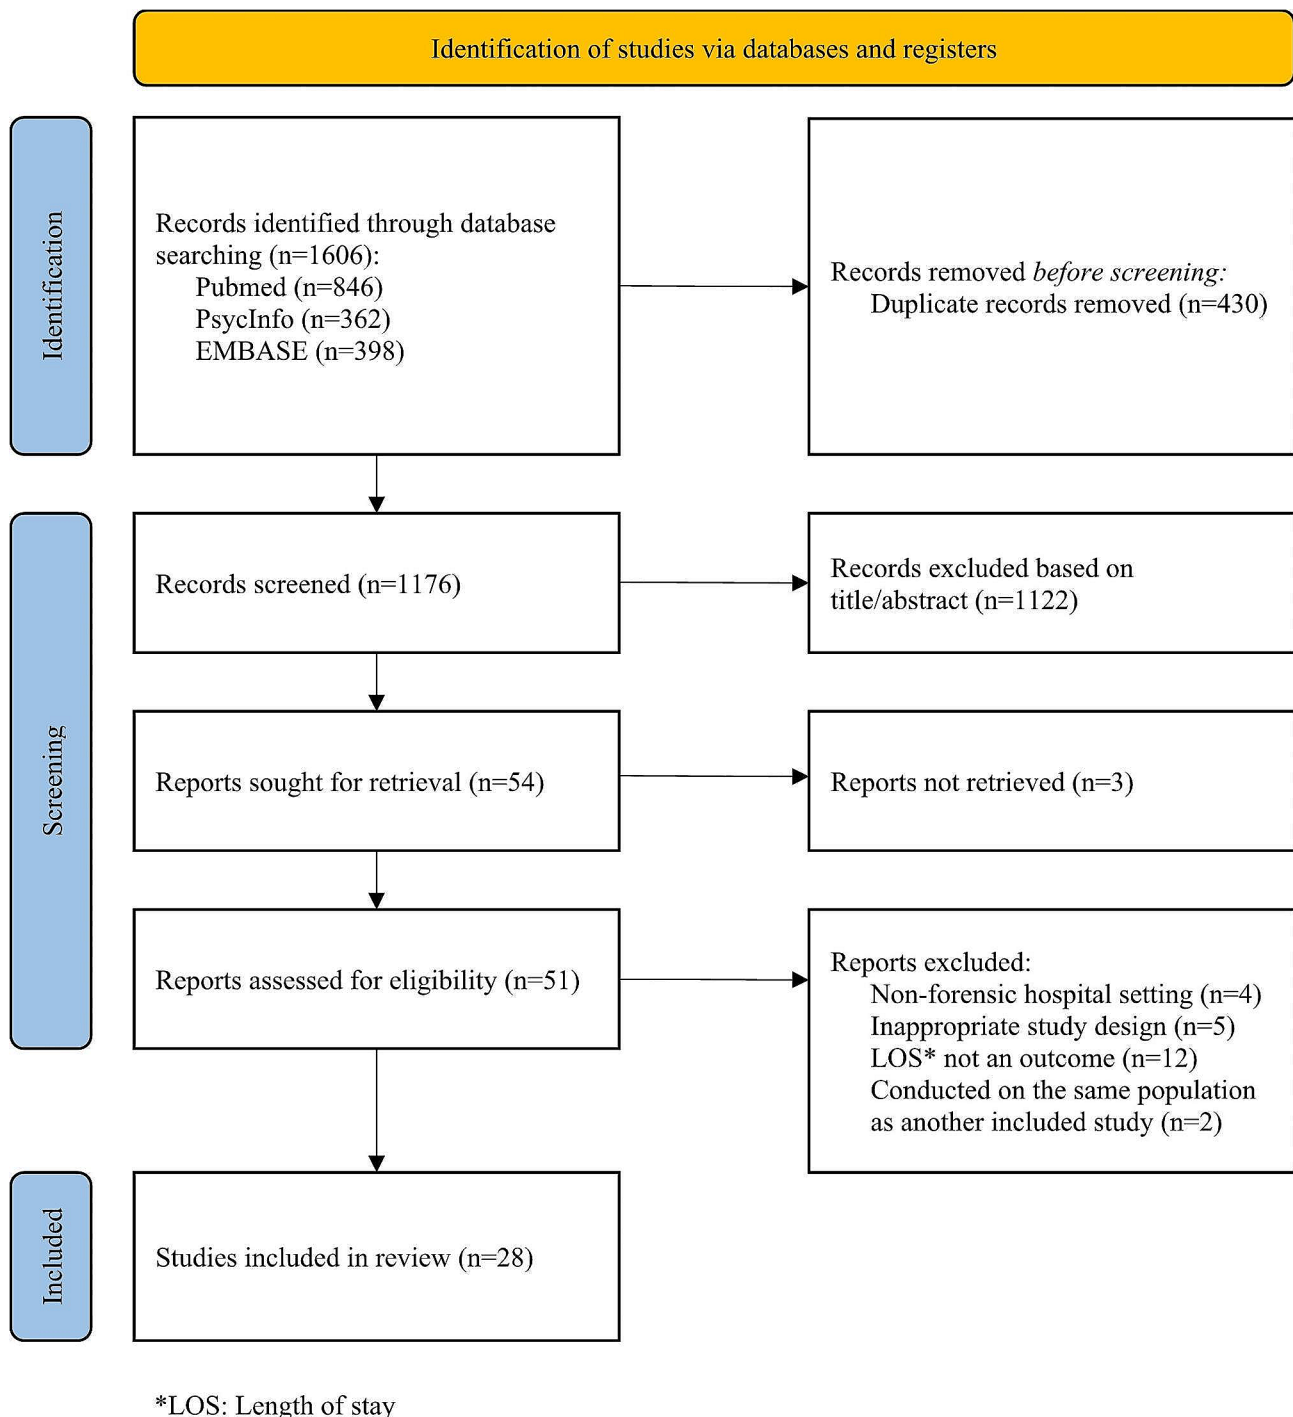 Identification of studies via databases and registers
Identification
Records identified through database
searching (n=1606):
Pubmed (n=846)
PsycInfo (n=362)
EMBASE (n=398)
Records removed before screening:
Duplicate records removed (n=430)
Screening
Records screened (n=1176)
Records excluded based on
title/abstract (n=1122)
Reports sought for retrieval (n=54)
Reports not retrieved (n=3)
Reports assessed for eligibility (n=51)
Reports excluded:
Non-forensic hospital setting (n=4)
Inappropriate study design (n=5)
LOS* not an outcome (n=12)
Conducted on the same population
as another included study (n=2)
Included
Studies included in review (n=28)
*LOS: Length of stay